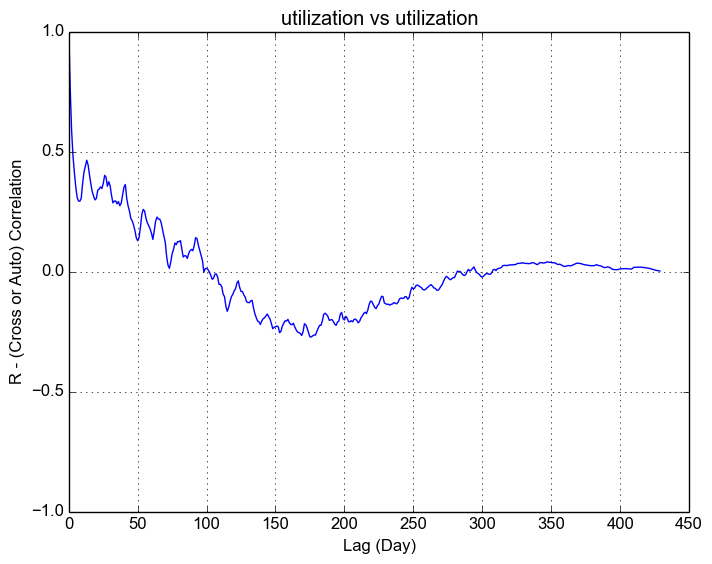 utilization vs utilization
1.0
0.5
0.0
−0.5
−1.0
R - (Cross or Auto) Correlation
0 50 100 150 200 250 300 350 400 450
Lag (Day)